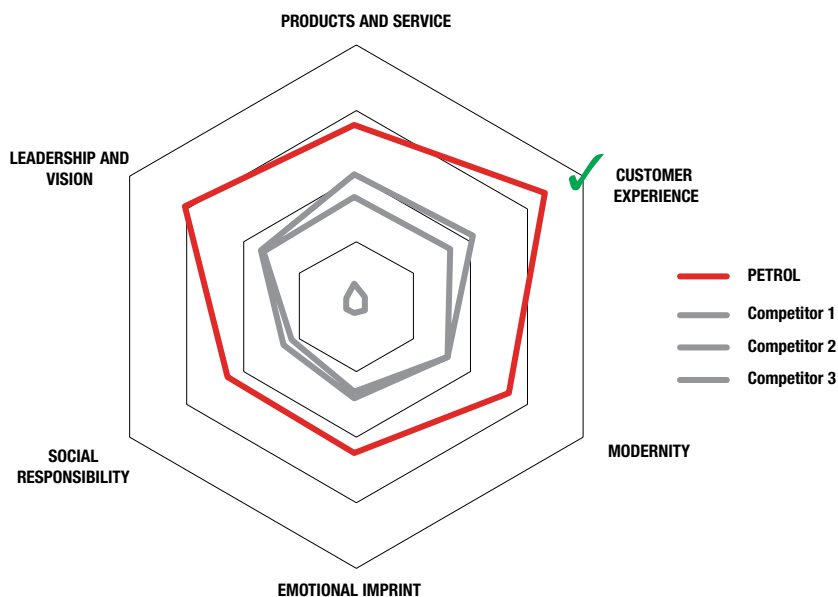 PRODUCTS AND SERVICE
LEADERSHIP AND
VISION
CUSTOMER
EXPERIENCE
PETROL
Competitor 1
Competitor 2
Competitor 3
SOCIAL
RESPONSIBILITY
MODERNITY
EMOTIONAL IMPRINT